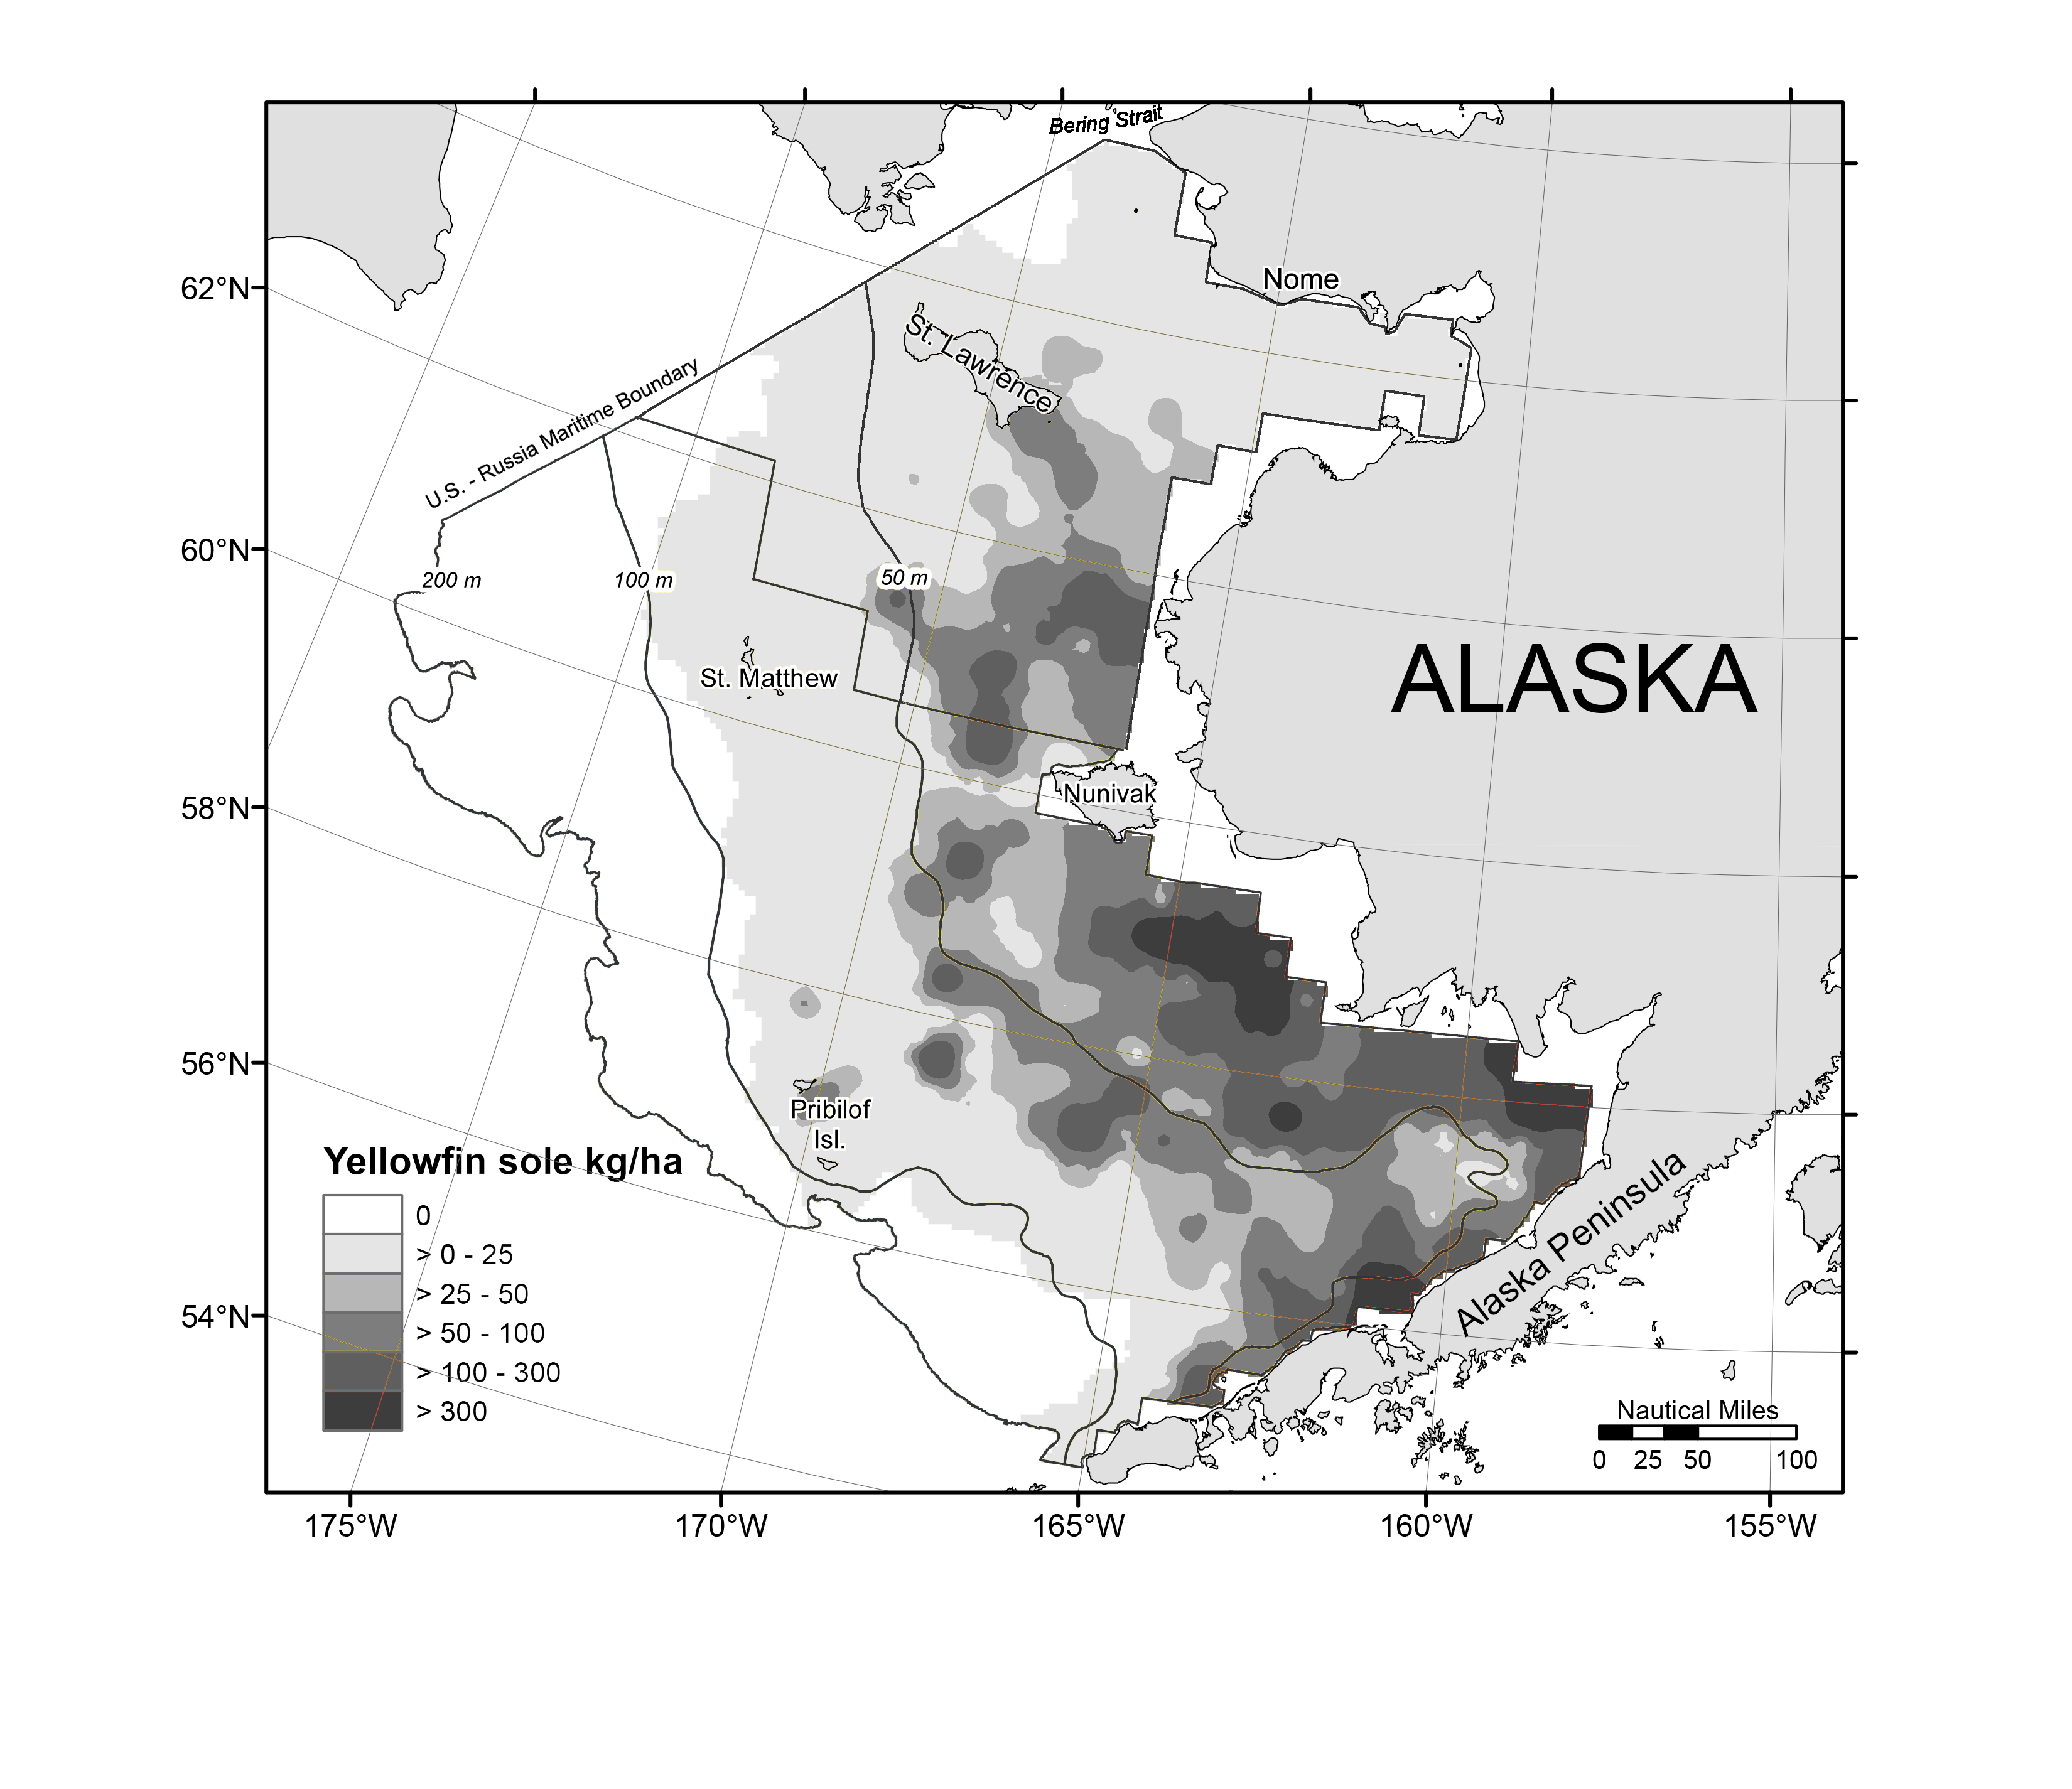 Bering Strait
Nome
62°N
St. Lawrence
U.S. - Russia Maritime Boundary
60°N
200 m
100 m
50 m
St. Matthew
ALASKA
Nunivak
58°N
56°N
Pribilof
Isl.
Yellowfin sole kg/ha
0
> 0 - 25
> 25 - 50
> 50 - 100
> 100 - 300
> 300
54°N
Alaska Peninsula
Nautical Miles
0 25 50 100
175°W 170°W 165°W 160°W 155°W